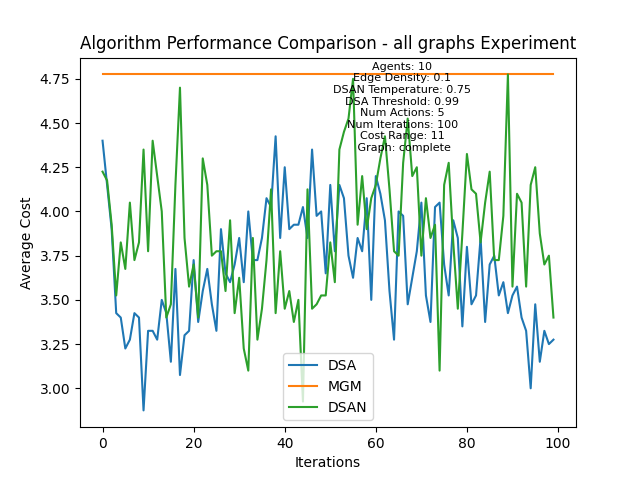 Algorithm Performance Comparison - all graphs Experiment
Agents: 10
Edge Density: 0.1
DSAN Temperature: 0.75
DSA Threshold: 0.99
Num Actions: 5
Num Iterations: 100
Cost Range: 11
Graph: complete
4.75
4.50
4.25
4.00
3.75
3.50
3.25
3.00
Average Cost
DSA
MGM
DSAN
0 20 40 60 80 100
Iterations